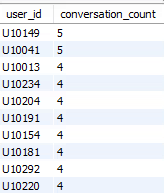 user_id conversation_count
U10149 5
U10041 5
U10013 4
U10234 4
U10204 4
U10191 4
U10154 4
U10181 4
U10292 4
U10220 4